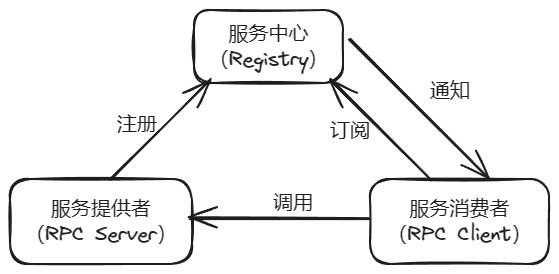 服务中心
(Registry)
注册
订阅
通知
服务提供者
(RPC Server)
调用
服务消费者
(RPC Client)